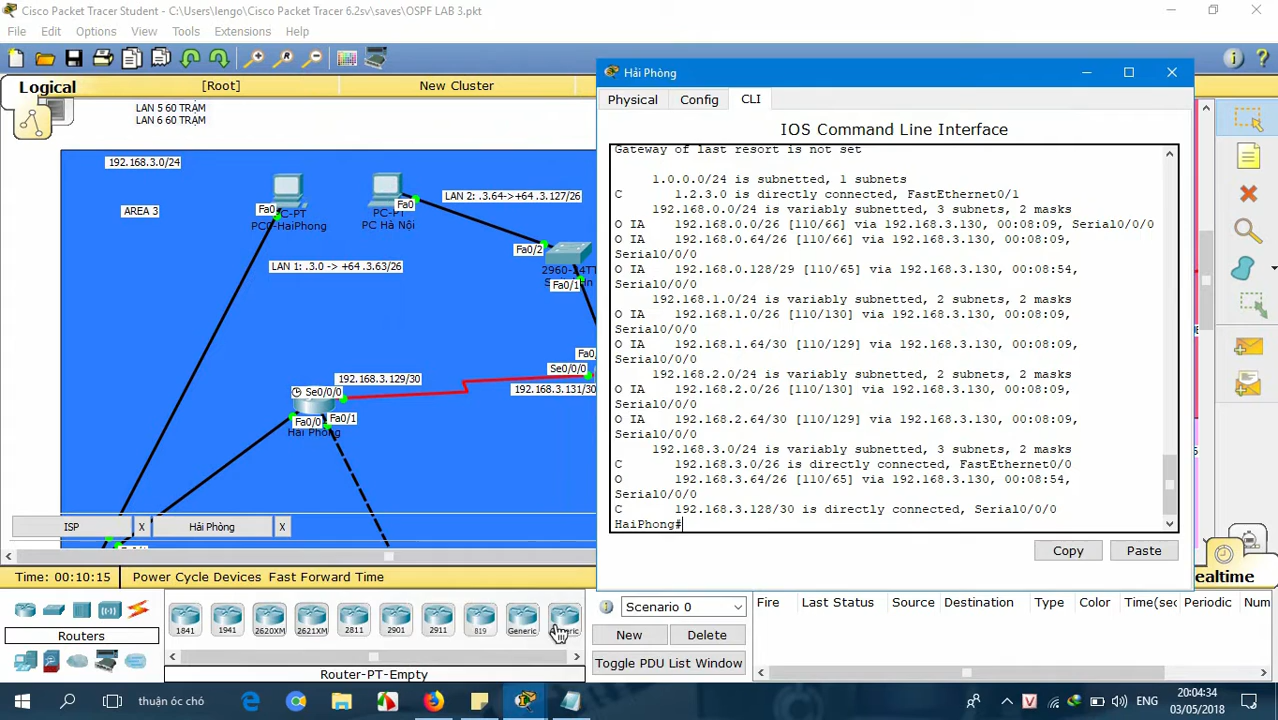 Cisco Packet Tracer Student - C:\Users\lengo\Cisco Packet Tracer 6.2sv\saves\OSPF LAB 3.pkt
File Edit Options View Tools Extensions Help
Logical [Root] New Cluster
LAN 5 60 TRẠM
LAN 6 60 TRẠM
192.168.3.0/24
AREA 3
Fa0
PC-HaiPhong
Fa0
PC-PT
PC Hà Nội
LAN 2: .3.64->+64 .3.127/26
Fa0/2
2960-24TT
Fa0/1
LAN 1: .3.0 -> +64 .3.63/26
192.168.3.129/30
Se0/0/0
Se0/0/0
192.168.3.131/30
Fa0/0
Fa0/1
Hải Phòng
ISP X Hải Phòng X
Hải Phòng
Physical Config CLI
IOS Command Line Interface
Gateway of last resort is not set
1.0.0.0/24 is subnetted, 1 subnets
C 1.2.3.0 is directly connected, FastEthernet0/1
192.168.0.0/24 is variably subnetted, 3 subnets, 2 masks
O IA 192.168.0.0/26 [110/66] via 192.168.3.130, 00:08:09, Serial0/0/0
O IA 192.168.0.64/26 [110/66] via 192.168.3.130, 00:08:09,
Serial0/0/0
O IA 192.168.0.128/29 [110/65] via 192.168.3.130, 00:08:54,
Serial0/0/0
192.168.1.0/24 is variably subnetted, 2 subnets, 2 masks
O IA 192.168.1.0/26 [110/130] via 192.168.3.130, 00:08:09,
Serial0/0/0
O IA 192.168.1.64/30 [110/129] via 192.168.3.130, 00:08:09,
Serial0/0/0
192.168.2.0/24 is variably subnetted, 2 subnets, 2 masks
O IA 192.168.2.0/26 [110/130] via 192.168.3.130, 00:08:09,
Serial0/0/0
O IA 192.168.2.64/30 [110/129] via 192.168.3.130, 00:08:09,
Serial0/0/0
192.168.3.0/24 is variably subnetted, 3 subnets, 2 masks
C 192.168.3.0/26 is directly connected, FastEthernet0/0
O 192.168.3.64/26 [110/65] via 192.168.3.130, 00:08:54,
Serial0/0/0
C 192.168.3.128/30 is directly connected, Serial0/0/0
HaiPhong#
Copy Paste
Time: 00:10:15 Power Cycle Devices Fast Forward Time
Realtime
Routers
1841 1941 2620XM 2621XM 2811 2901 2911 819 Generic
Router-PT-Empty
Scenario 0
New Delete
Toggle PDU List Window
Fire Last Status Source Destination Type Color Time(sec Periodic Num
thuận óc chó
ENG
20:04:34
03/05/2018